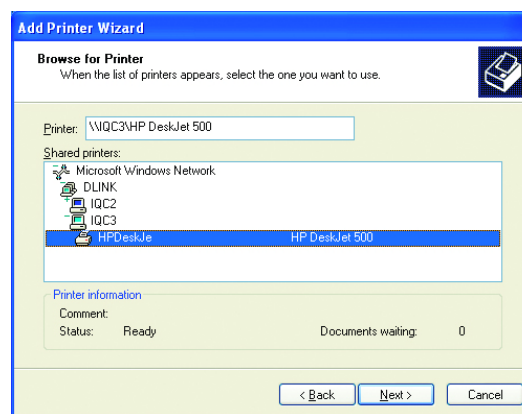 Add Printer Wizard
Browse for Printer
When the list of printers appears, select the one you want to use.
Printer: \\IQC3\HP DeskJet 500
Shared printers:
Microsoft Windows Network
DLINK
IQC2
IQC3
HPDeskJe HP DeskJet 500
Printer information
Comment:
Status: Ready Documents waiting: 0
< Back Next > Cancel